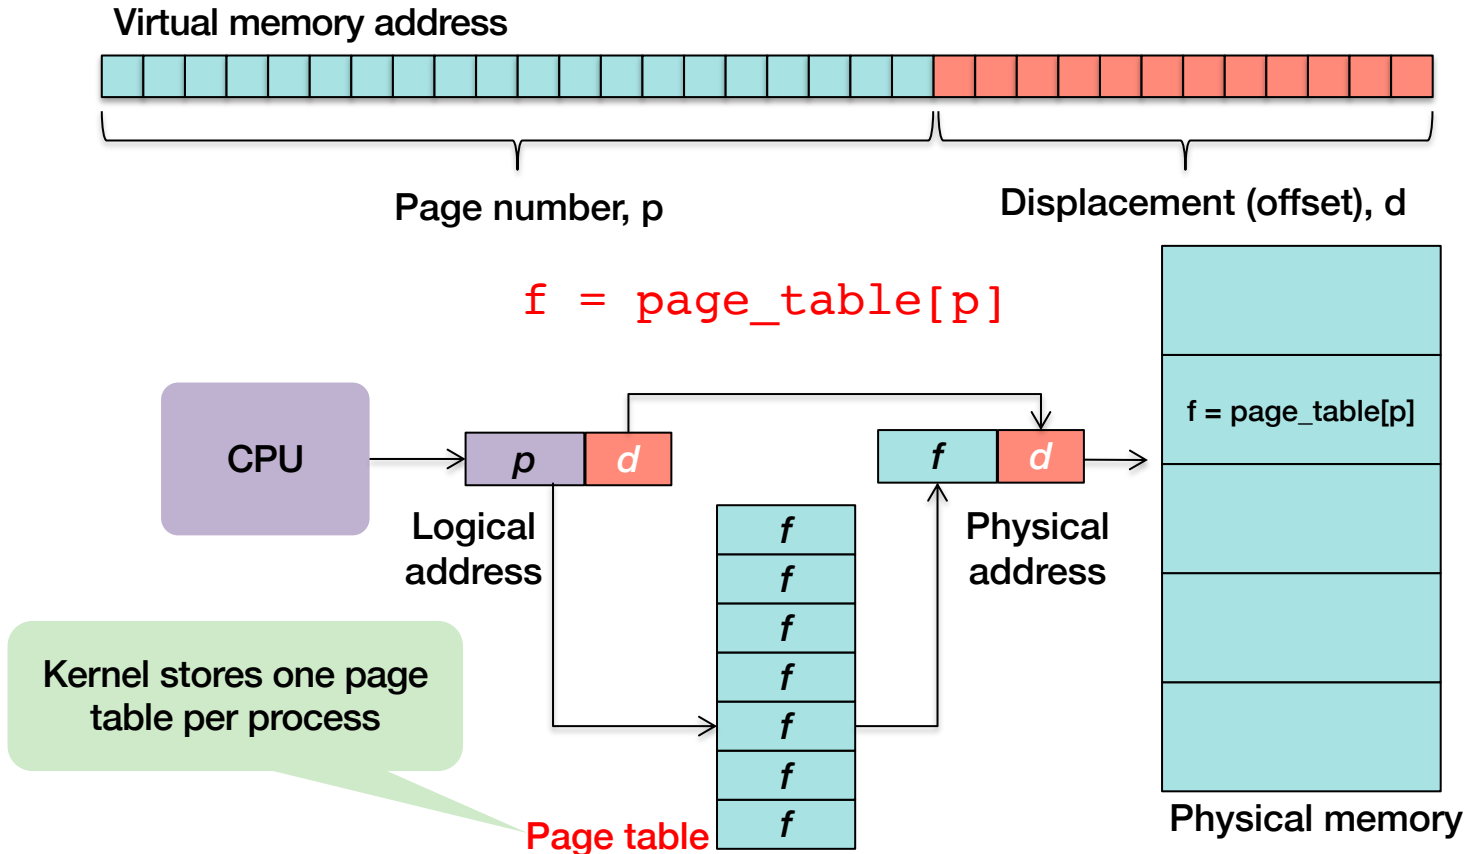 Virtual memory address
Page number, p
Displacement (offset), d
f = page_table[p]
CPU
p
d
Logical
address
f
d
Physical
address
f = page_table[p]
f
f
f
f
f
f
f
Kernel stores one page
table per process
Page table
Physical memory